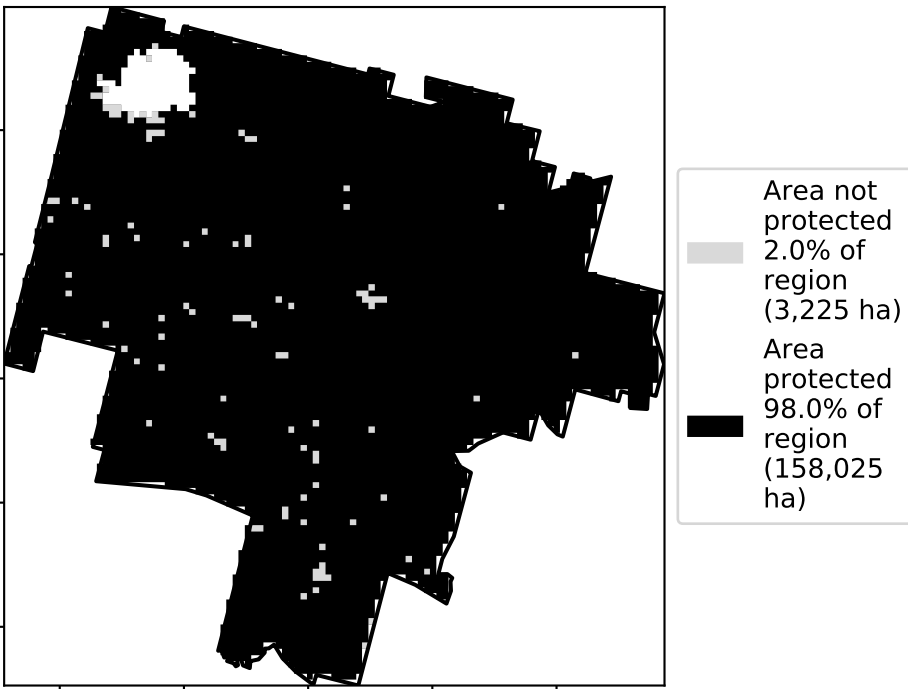 Area not
protected
2.0% of
region
(3,225 ha)
Area
protected
98.0% of
region
(158,025
ha)